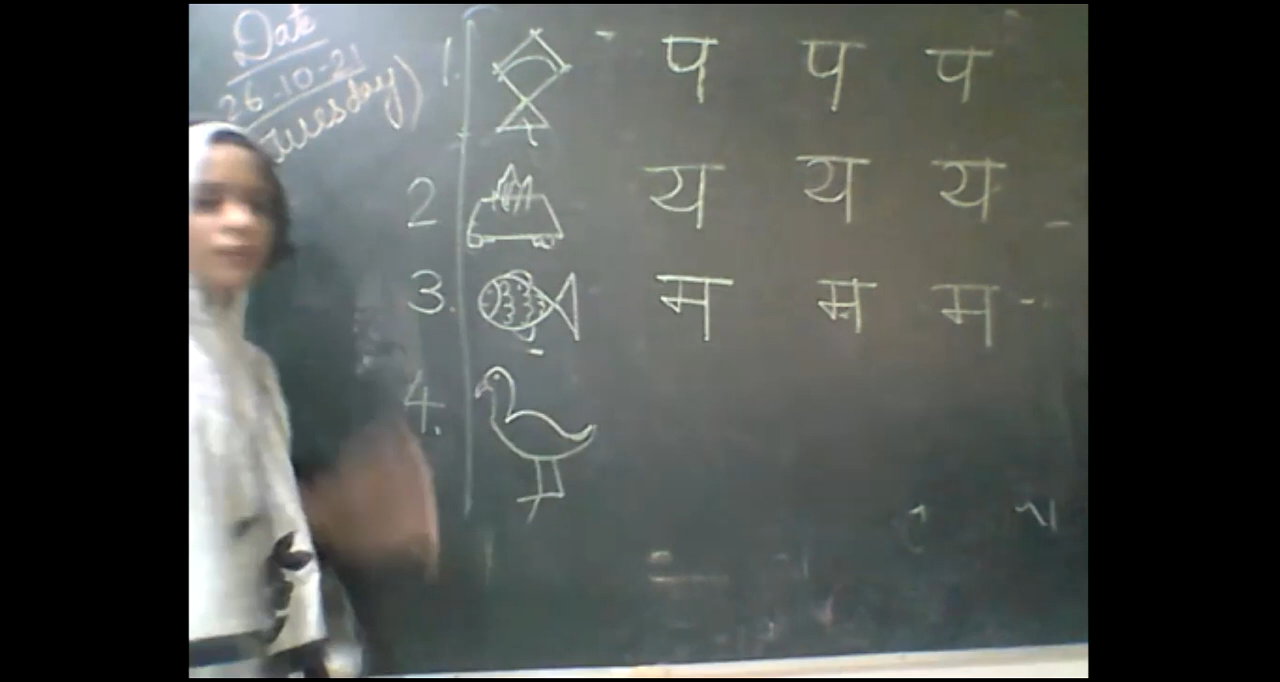 Date
26-10-21
Tuesday)
1. प प प
2 य य य
3. म म म
4.